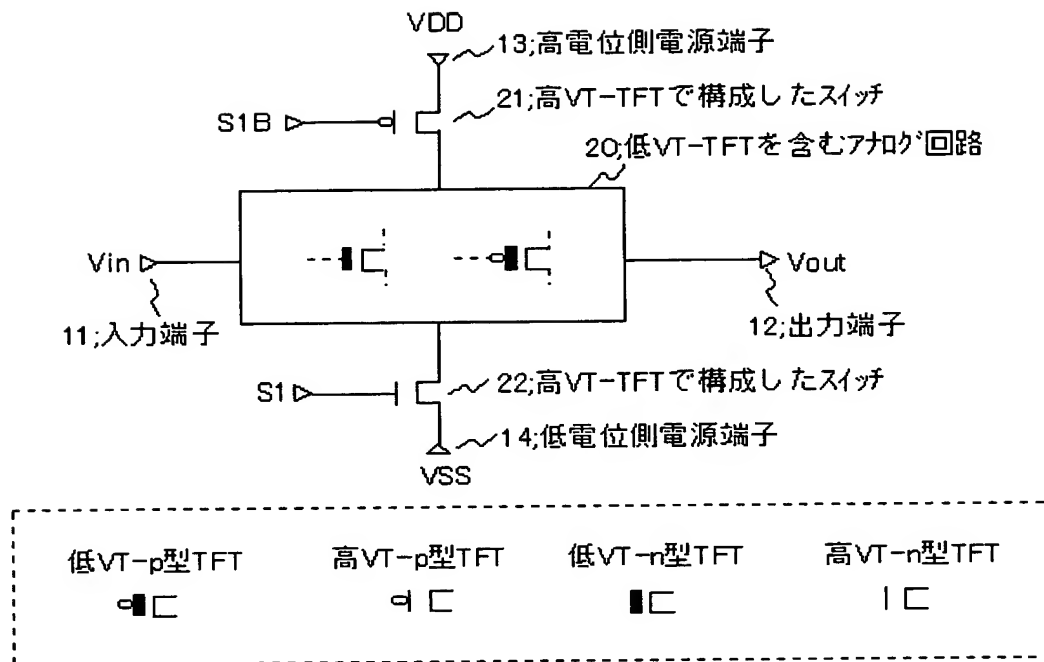 VDD
13;高電位側電源端子
21;高VT-TFTで構成したスイッチ
S1B
20;低VT-TFTを含むアナログ回路
Vin
Vout
11;入力端子
12;出力端子
22;高VT-TFTで構成したスイッチ
S1
14;低電位側電源端子
VSS
低VT-p型TFT 高VT-p型TFT 低VT-n型TFT 高VT-n型TFT